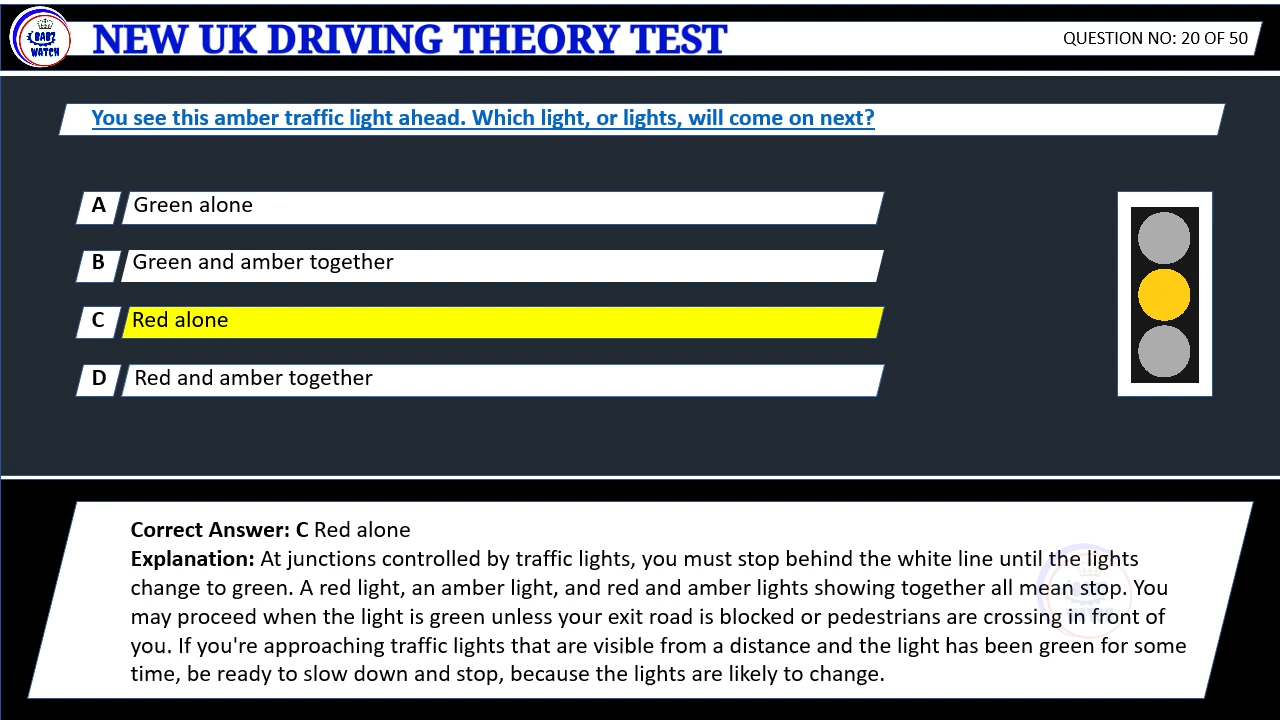 BABZ
WATCH
NEW UK DRIVING THEORY TEST
QUESTION NO: 20 OF 50
You see this amber traffic light ahead. Which light, or lights, will come on next?
A Green alone
B Green and amber together
C Red alone
D Red and amber together
Correct Answer: C Red alone
Explanation: At junctions controlled by traffic lights, you must stop behind the white line until the lights
change to green. A red light, an amber light, and red and amber lights showing together all mean stop. You
may proceed when the light is green unless your exit road is blocked or pedestrians are crossing in front of
you. If you're approaching traffic lights that are visible from a distance and the light has been green for some
time, be ready to slow down and stop, because the lights are likely to change.
BABZ
WATCH